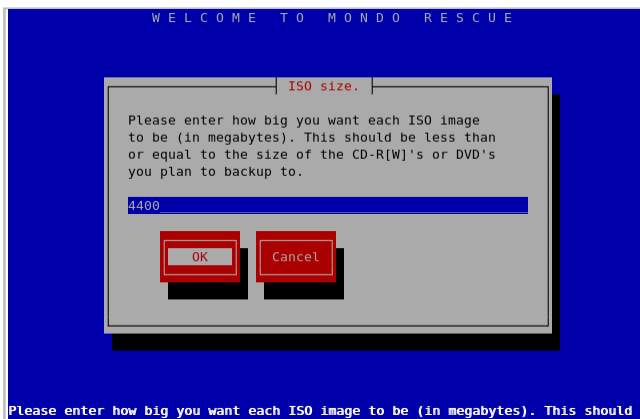 W E L C O M E   T O   M O N D O   R E S C U E
ISO size.
Please enter how big you want each ISO image
to be (in megabytes). This should be less than
or equal to the size of the CD-R[W]'s or DVD's
you plan to backup to.
4400
OK Cancel
Please enter how big you want each ISO image to be (in megabytes). This should